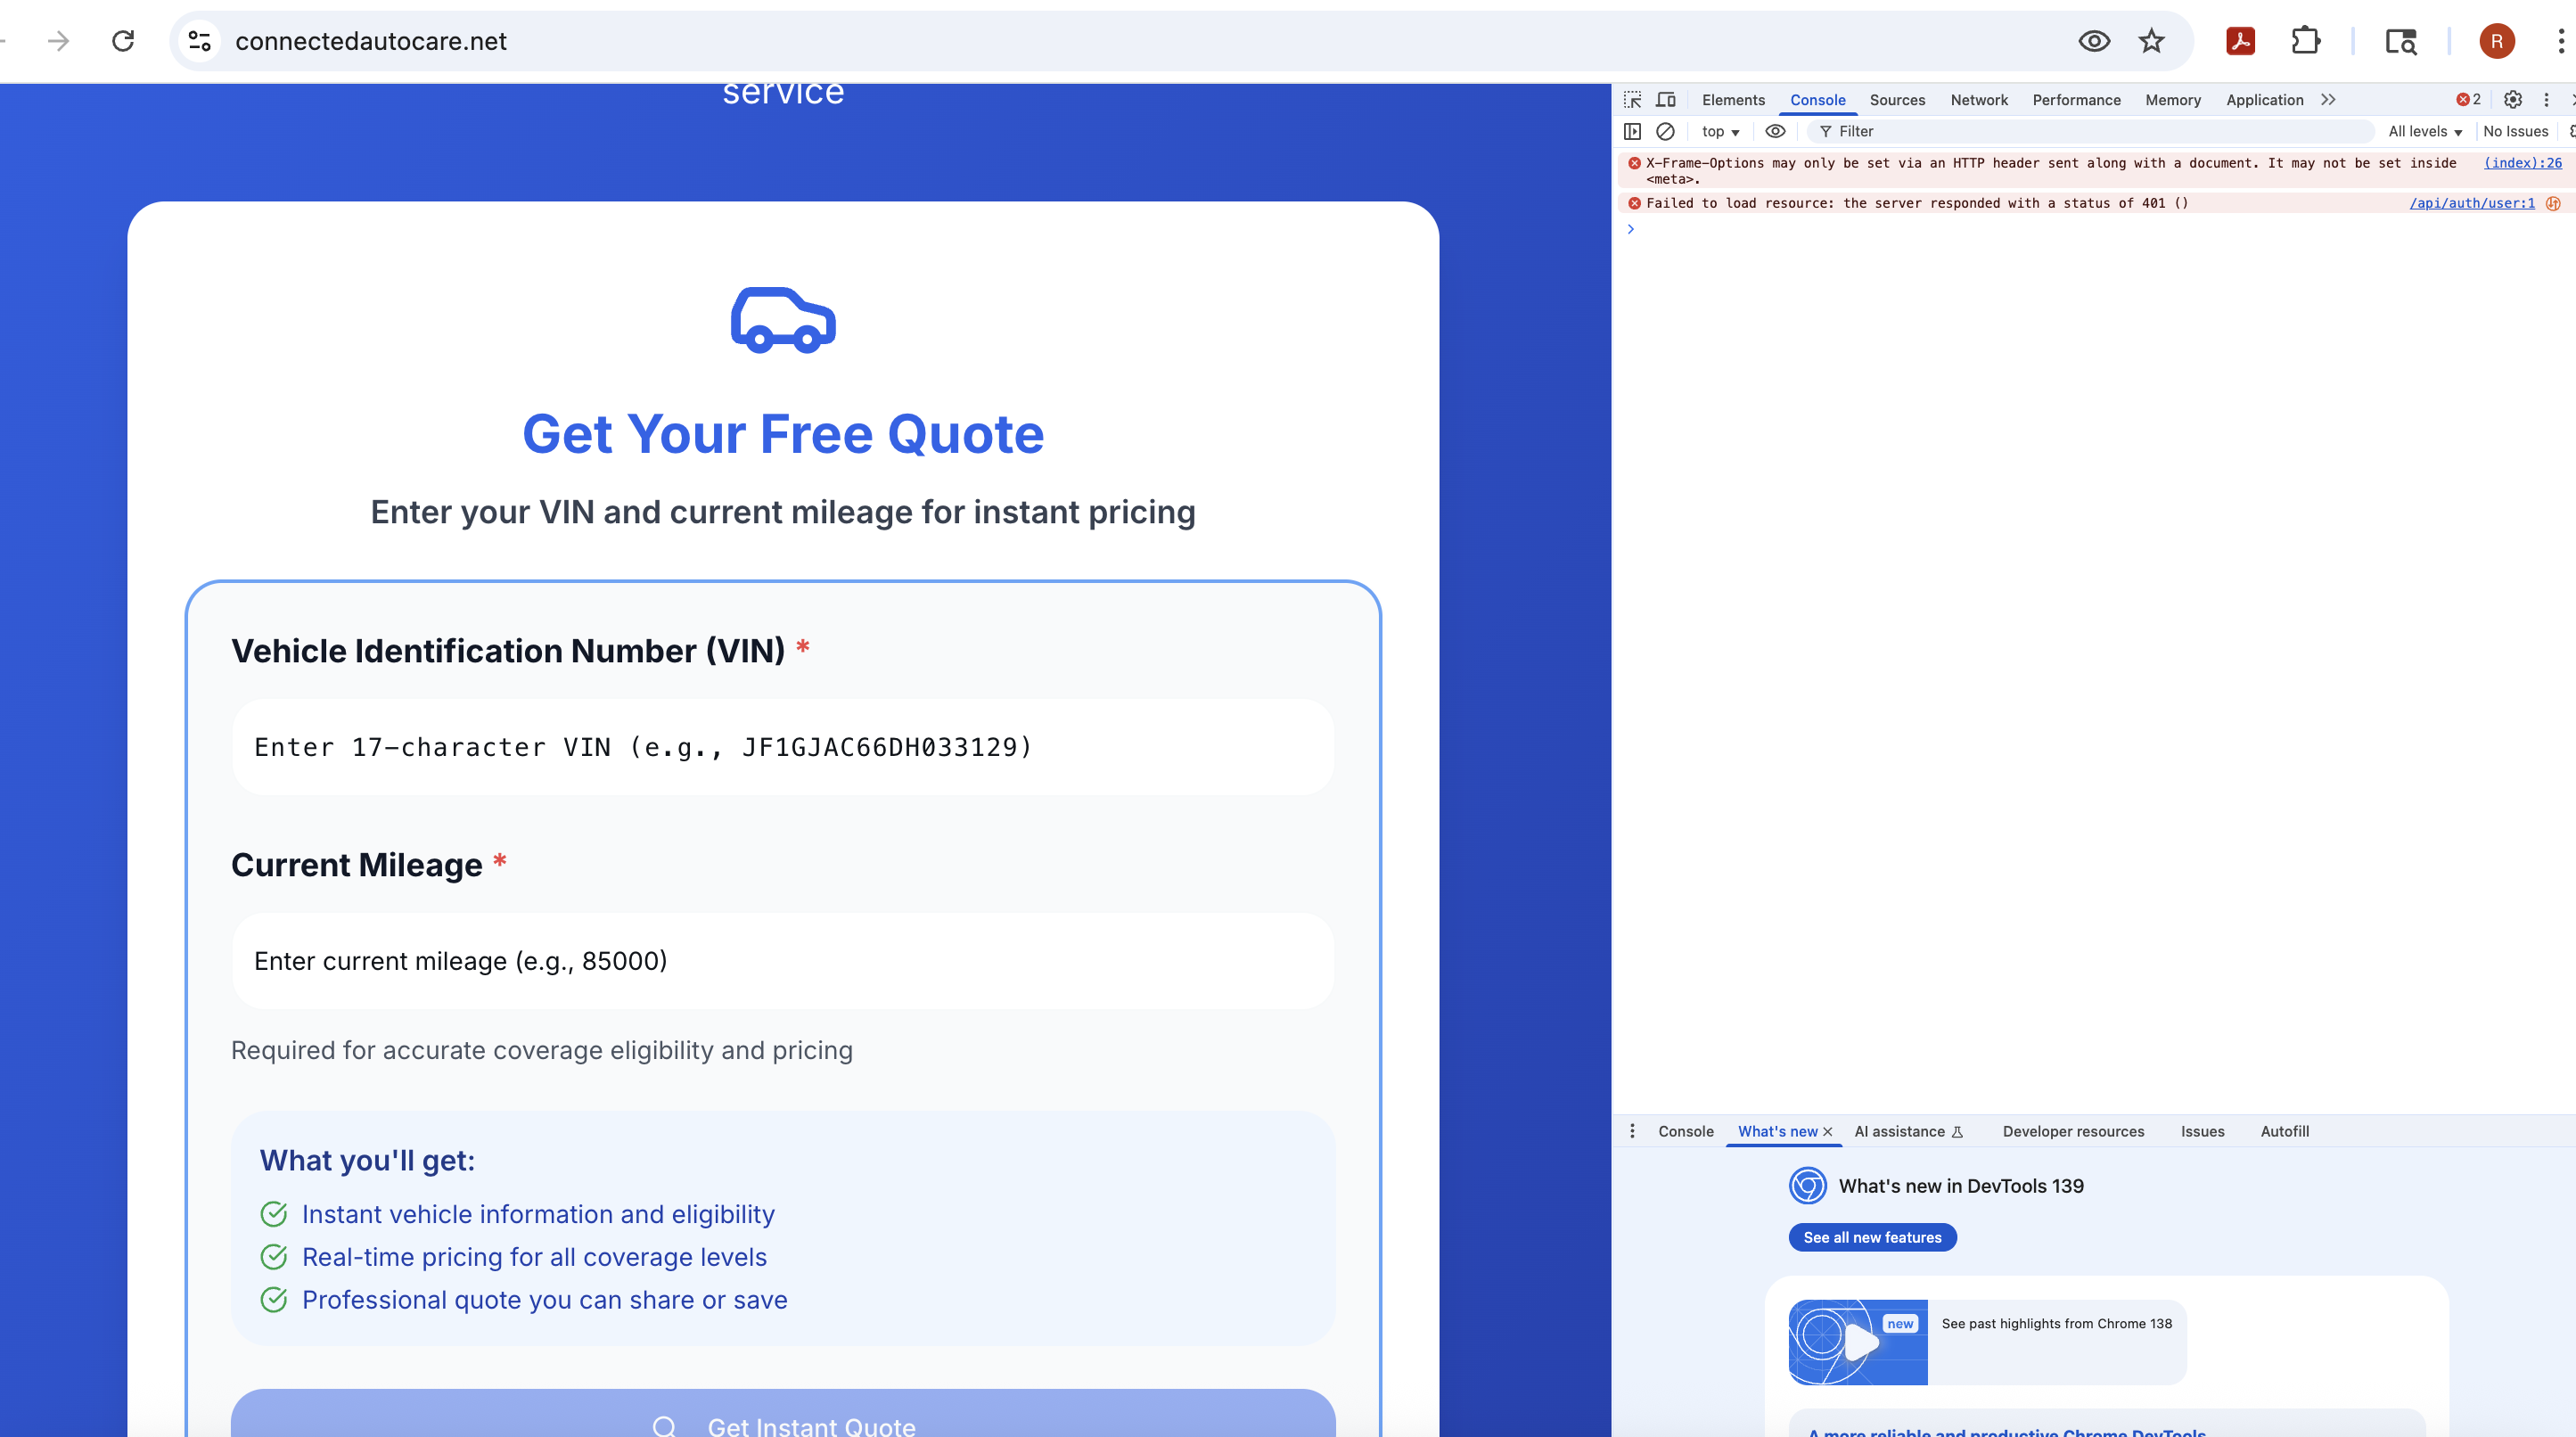 connectedautocare.net
R
service
Get Your Free Quote
Enter your VIN and current mileage for instant pricing
Vehicle Identification Number (VIN) *
Enter 17-character VIN (e.g., JF1GJAC66DH033129)
Current Mileage *
Enter current mileage (e.g., 85000)
Required for accurate coverage eligibility and pricing
What you'll get:
Instant vehicle information and eligibility
Real-time pricing for all coverage levels
Professional quote you can share or save
Get Instant Quote
Elements Console Sources Network Performance Memory Application 2
top Filter All levels No Issues
X-Frame-Options may only be set via an HTTP header sent along with a document. It may not be set inside (index):26
<meta>.
Failed to load resource: the server responded with a status of 401 () /api/auth/user:1
Console What's new AI assistance Developer resources Issues Autofill
What's new in DevTools 139
See all new features
new See past highlights from Chrome 138
A more reliable and productive Chrome DevTools